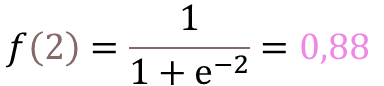 f(2) = 1/(1 + e^{-2}) = 0,88